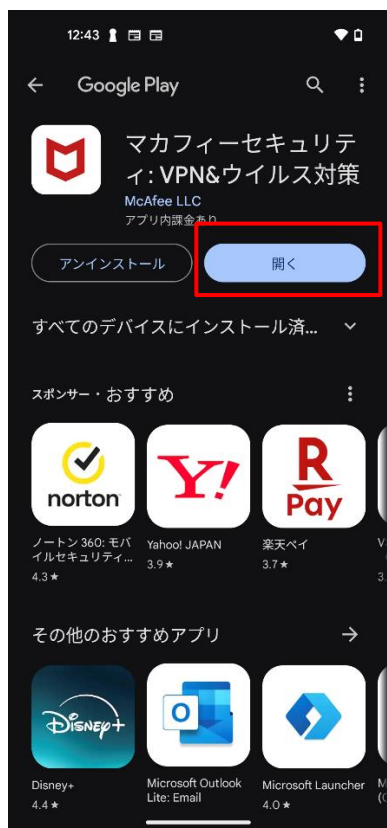 12:43
Google Play
マカフィーセキュリテ
ィ: VPN&ウイルス対策
McAfee LLC
アプリ内課金あり
アンインストール
開く
すべてのデバイスにインストール済...
スポンサー・おすすめ
norton
Y!
R
Pay
ノートン 360: モバ
イルセキュリティ...
4.3★
Yahoo! JAPAN
3.9★
楽天ペイ
3.7★
V
3.
その他のおすすめアプリ
Disney+
O
Disney+
4.4★
Microsoft Outlook
Lite: Email
Microsoft Launcher
4.0★
M
(C